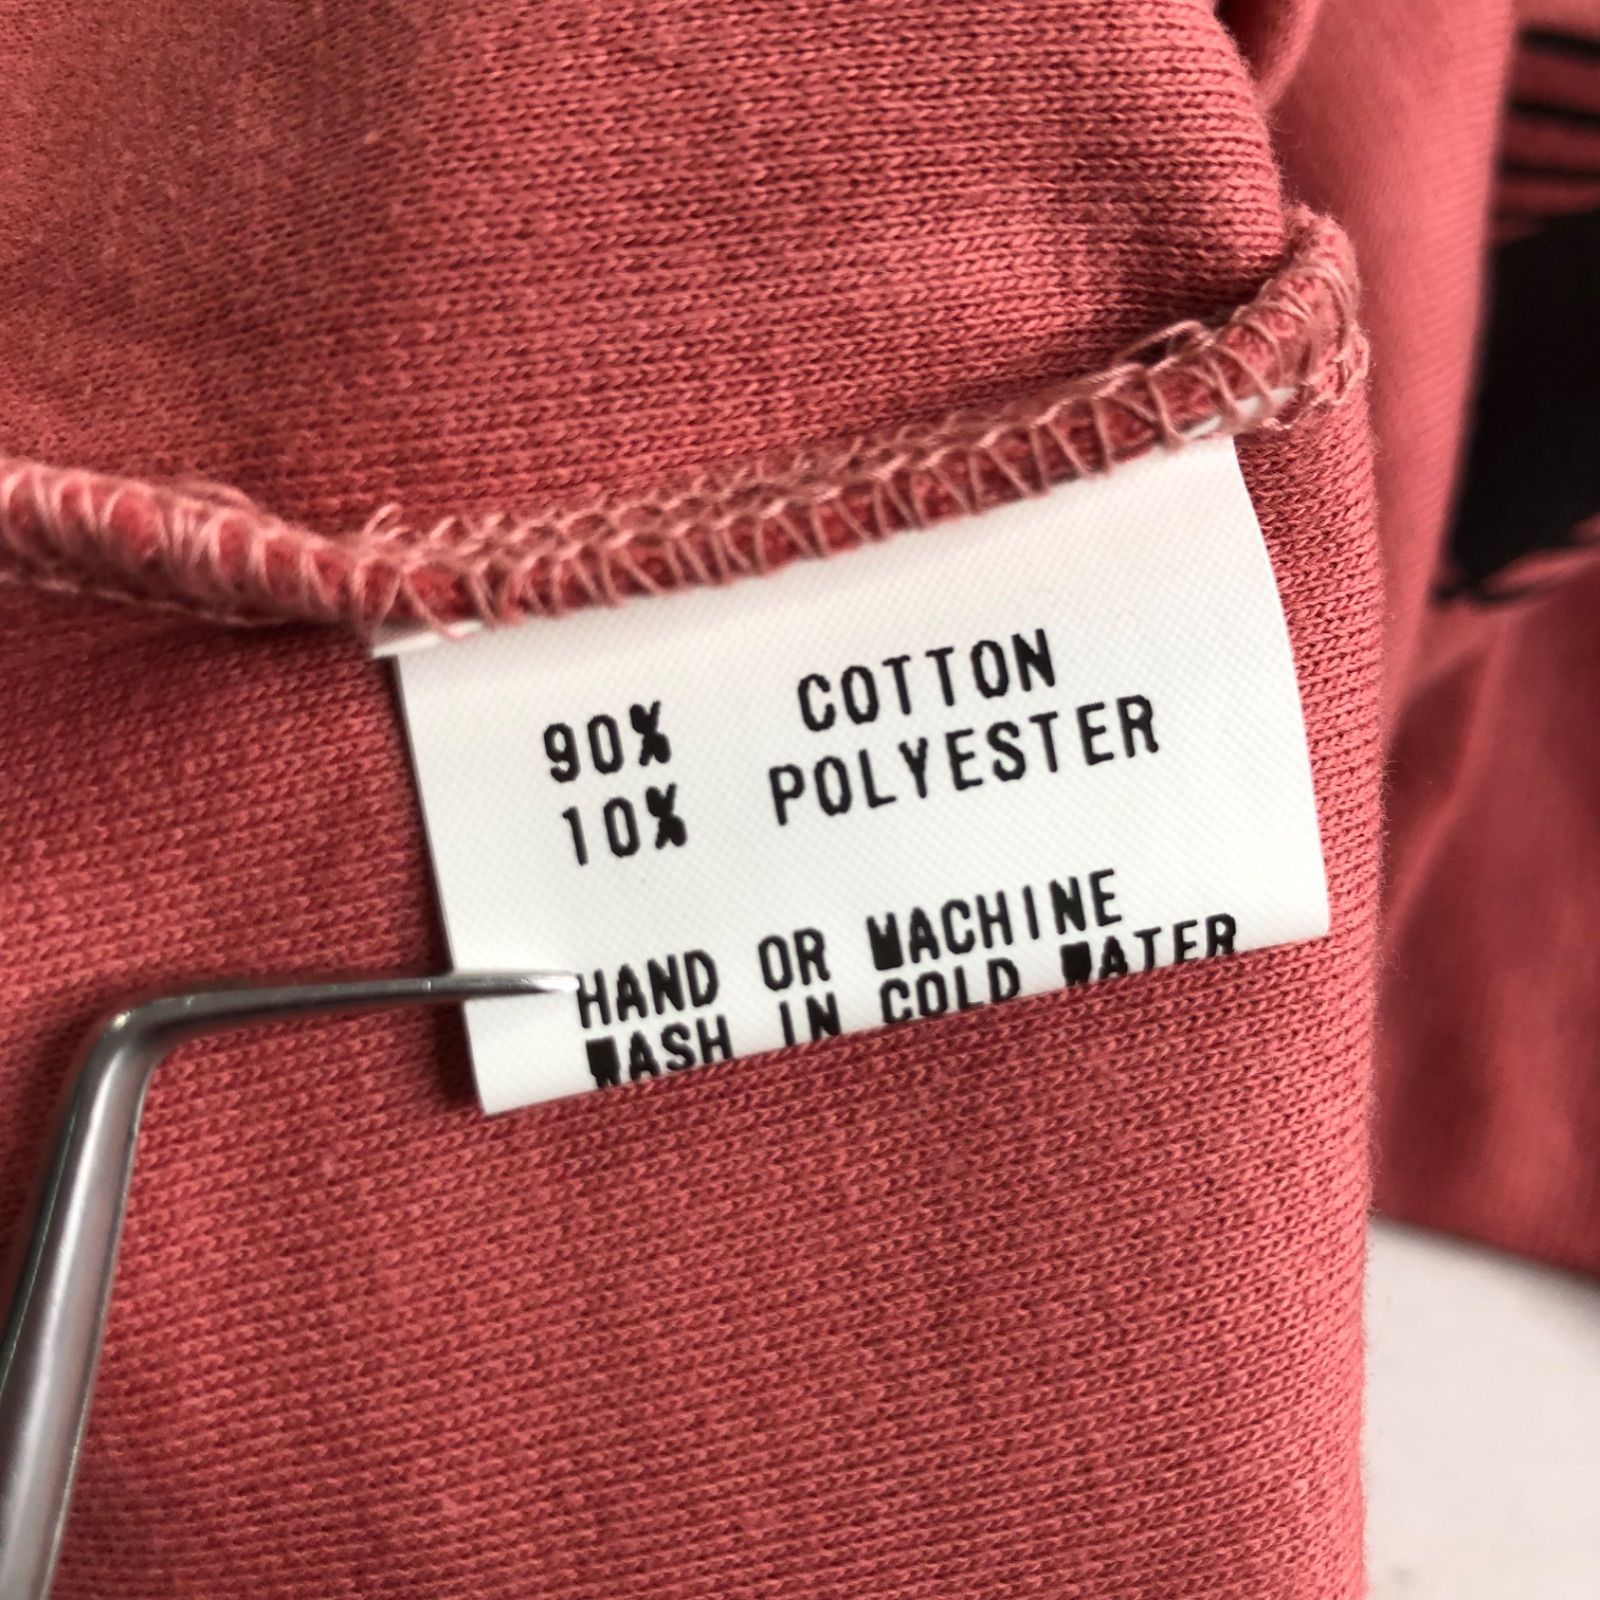 90% COTTON
10% POLYESTER
HAND OR MACHINE
WASH IN COLD WATER